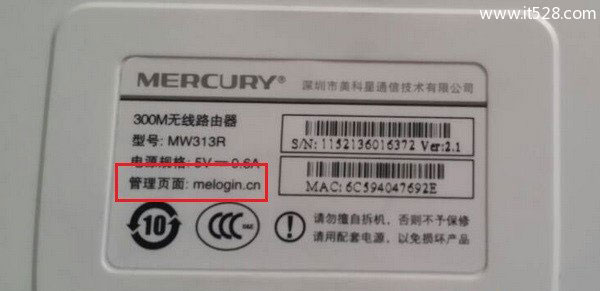 www.it528.com
MERCURY® 深圳市美科星通信技术有限公司
300M无线路由器
型号: MW313R
S/N: 1152136016372 Ver:2.1
电源规格: 5V⎓0.6A
管理页面: melogin.cn
MAC: 6C594047692E
10
CCC
S&E
! 请勿擅自拆机，否则不予保修
请用配套电源，以免损坏产品